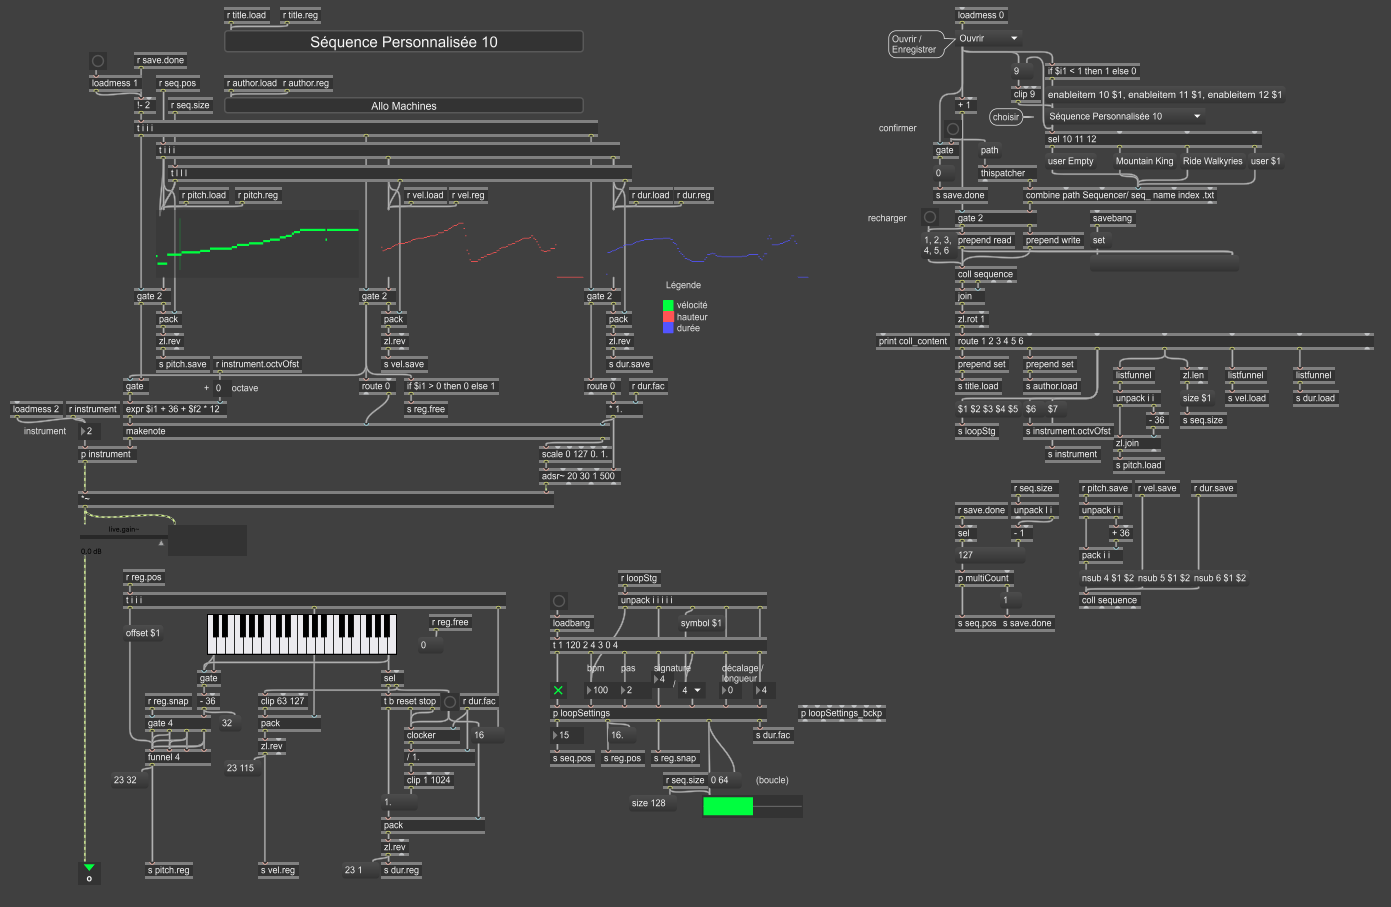 r title.load
r title.reg
Séquence Personnalisée 10
r save.done
loadmess 1
r seq.pos
r author.load
r author.reg
!- 2
r seq.size
Allo Machines
t i i i
t i i i
t l l l
r pitch.load
r pitch.reg
r vel.load
r vel.reg
r dur.load
r dur.reg
Légende
vélocité
hauteur
durée
gate 2
gate 2
gate 2
pack
pack
pack
zl.rev
zl.rev
zl.rev
s pitch.save
r instrument.octvOfst
s vel.save
s dur.save
gate
+
0
octave
route 0
if $i1 > 0 then 0 else 1
route 0
r dur.fac
loadmess 2
r instrument
expr $i1 + 36 + $f2 * 12
s reg.free
* 1.
instrument
2
makenote
p instrument
scale 0 127 0. 1.
adsr~ 20 30 1 500
*~
live.gain~
0.0 dB
r reg.pos
t i i i
offset $1
r reg.free
0
gate
sel
r reg.snap
- 36
clip 63 127
t b reset stop
r dur.fac
gate 4
32
pack
clocker
16
funnel 4
zl.rev
/ 1.
23 32
23 115
clip 1 1024
1.
pack
zl.rev
s pitch.reg
s vel.reg
23 1
s dur.reg
r loopStg
unpack i i i i i
loadbang
symbol $1
t 1 120 2 4 3 0 4
bpm
pas
signature
décalage /
longueur
100
2
4
/
4
0
4
p loopSettings
p loopSettings_bckp
15
16.
s dur.fac
s seq.pos
s reg.pos
s reg.snap
r seq.size
0 64
(boucle)
size 128
loadmess 0
Ouvrir /
Enregistrer
Ouvrir
9
if $i1 < 1 then 1 else 0
clip 9
enableitem 10 $1, enableitem 11 $1, enableitem 12 $1
+ 1
choisir
Séquence Personnalisée 10
confirmer
sel 10 11 12
gate
path
user Empty
Mountain King
Ride Walkyries
user $1
0
thispatcher
s save.done
combine path Sequencer/ seq_ name index .txt
recharger
gate 2
savebang
1, 2, 3,
4, 5, 6
prepend read
prepend write
set
coll sequence
join
zl.rot 1
print coll_content
route 1 2 3 4 5 6
prepend set
prepend set
listfunnel
zl.len
listfunnel
listfunnel
s title.load
s author.load
unpack i i
size $1
s vel.load
s dur.load
$1 $2 $3 $4 $5
$6
$7
- 36
s seq.size
s loopStg
s instrument.octvOfst
zl.join
s instrument
s pitch.load
r seq.size
r pitch.save
r vel.save
r dur.save
r save.done
unpack l i
unpack i i
sel
- 1
+ 36
127
pack i i
p multiCount
nsub 4 $1 $2
nsub 5 $1 $2
nsub 6 $1 $2
1
coll sequence
s seq.pos
s save.done